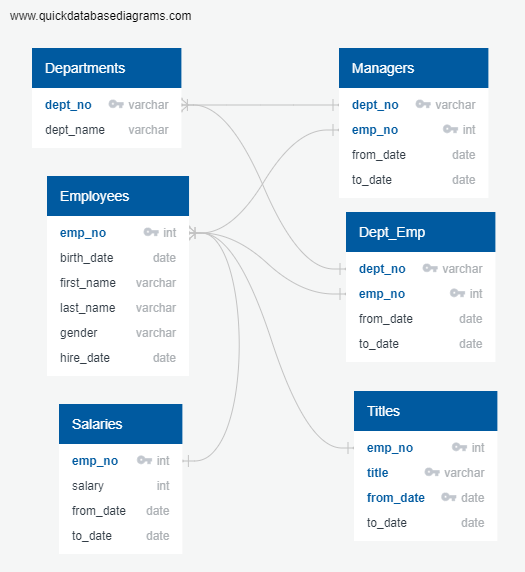 www.quickdatabasediagrams.com
Departments
dept_no varchar
dept_name varchar
Managers
dept_no varchar
emp_no int
from_date date
to_date date
Employees
emp_no int
birth_date date
first_name varchar
last_name varchar
gender varchar
hire_date date
Dept_Emp
dept_no varchar
emp_no int
from_date date
to_date date
Salaries
emp_no int
salary int
from_date date
to_date date
Titles
emp_no int
title varchar
from_date date
to_date date